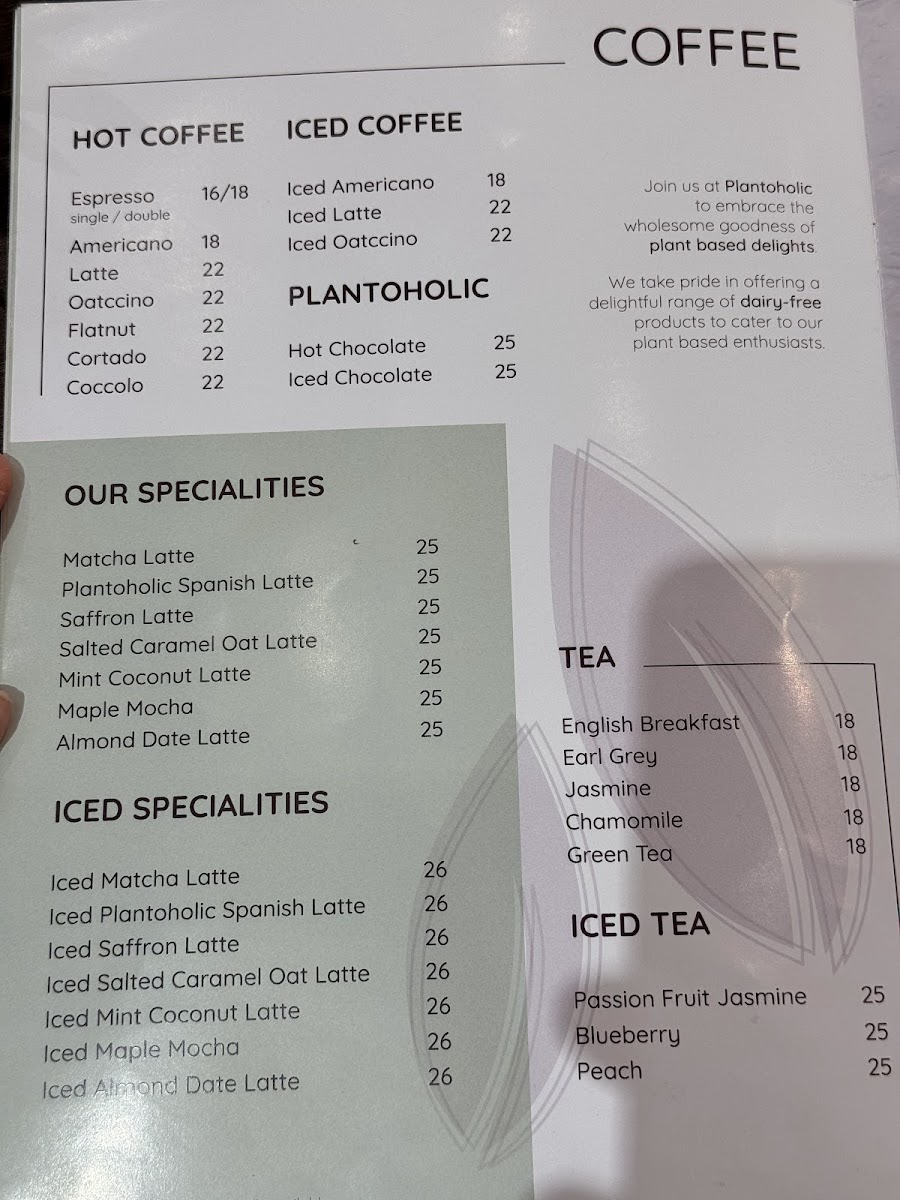 COFFEE
HOT COFFEE
Espresso 16/18
single / double
Americano 18
Latte 22
Oatccino 22
Flatnut 22
Cortado 22
Coccolo 22
ICED COFFEE
Iced Americano 18
Iced Latte 22
Iced Oatccino 22
PLANTOHOLIC
Hot Chocolate 25
Iced Chocolate 25
Join us at Plantoholic
to embrace the
wholesome goodness of
plant based delights.
We take pride in offering a
delightful range of dairy-free
products to cater to our
plant based enthusiasts.
OUR SPECIALITIES
Matcha Latte 25
Plantoholic Spanish Latte 25
Saffron Latte 25
Salted Caramel Oat Latte 25
Mint Coconut Latte 25
Maple Mocha 25
Almond Date Latte 25
ICED SPECIALITIES
Iced Matcha Latte 26
Iced Plantoholic Spanish Latte 26
Iced Saffron Latte 26
Iced Salted Caramel Oat Latte 26
Iced Mint Coconut Latte 26
Iced Maple Mocha 26
Iced Almond Date Latte 26
TEA
English Breakfast 18
Earl Grey 18
Jasmine 18
Chamomile 18
Green Tea 18
ICED TEA
Passion Fruit Jasmine 25
Blueberry 25
Peach 25